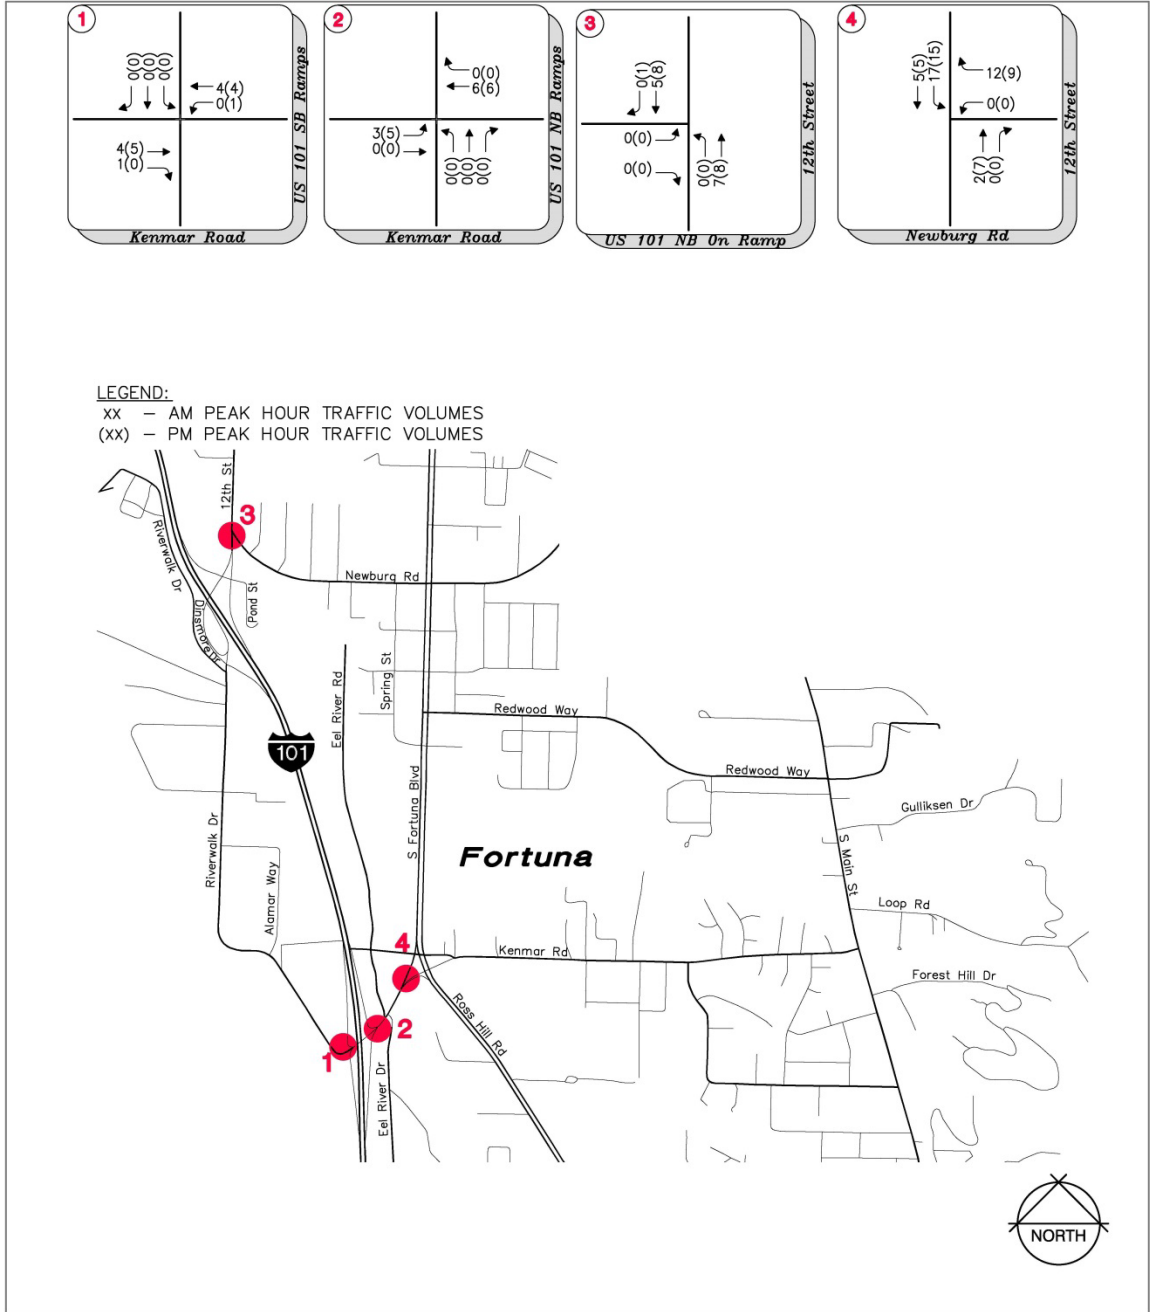 1
0(0)
0(0)
0(0)
4(4)
0(1)
4(5)
1(0)
US 101 SB Ramps
Kenmar Road
2
0(0)
6(6)
3(5)
0(0)
0(0)
0(0)
0(0)
US 101 NB Ramps
Kenmar Road
3
0(1)
5(8)
0(0)
0(0)
0(0)
7(8)
12th Street
US 101 NB On Ramp
4
5(5)
17(15)
12(9)
0(0)
2(7)
0(0)
12th Street
Newburg Rd
LEGEND:
xx – AM PEAK HOUR TRAFFIC VOLUMES
(xx) – PM PEAK HOUR TRAFFIC VOLUMES
12th St
3
Riverwalk Dr
Newburg Rd
Pond St
Dinsmore Dr
Spring St
Eel River Rd
Redwood Way
101
Redwood Way
S Fortuna Blvd
Gulliksen Dr
Riverwalk Dr
Fortuna
S Main St
Alamar Way
Loop Rd
4
Kenmar Rd
Forest Hill Dr
Ross Hill Rd
2
1
Eel River Dr
NORTH